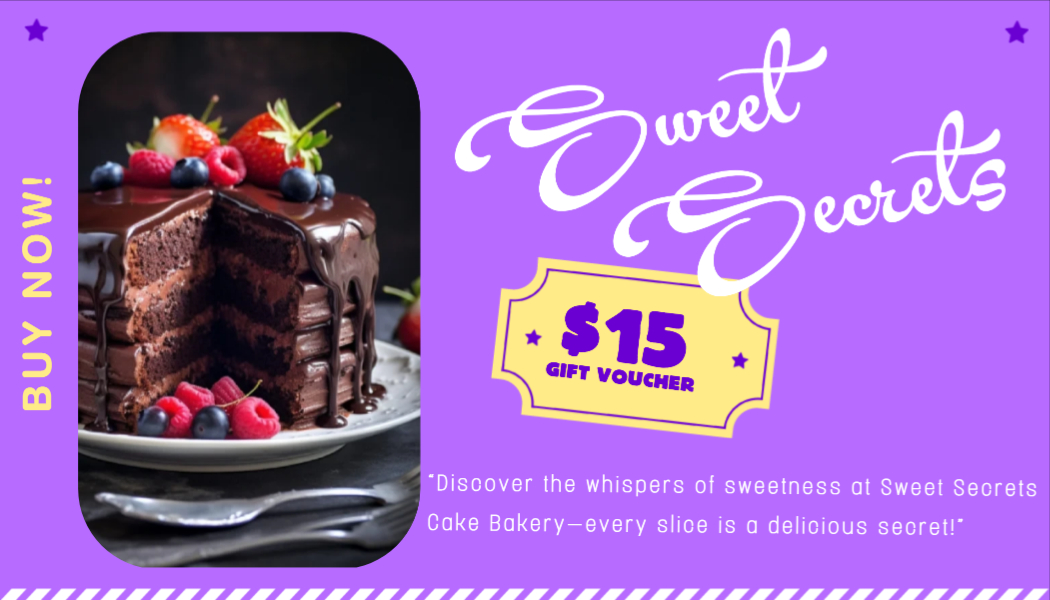 BUY NOW!
Sweet
Secrets
$15
GIFT VOUCHER
"Discover the whispers of sweetness at Sweet Secrets
Cake Bakery—every slice is a delicious secret!"